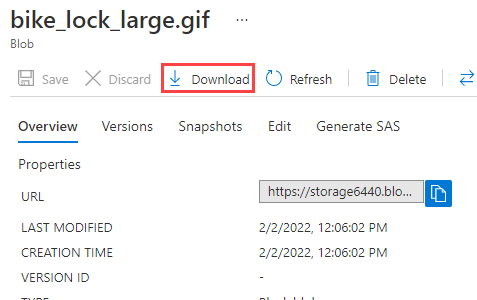 bike_lock_large.gif ...
Blob
Save Discard Download Refresh Delete
Overview Versions Snapshots Edit Generate SAS
Properties
URL https://storage6440.blo...
LAST MODIFIED 2/2/2022, 12:06:02 PM
CREATION TIME 2/2/2022, 12:06:02 PM
VERSION ID -